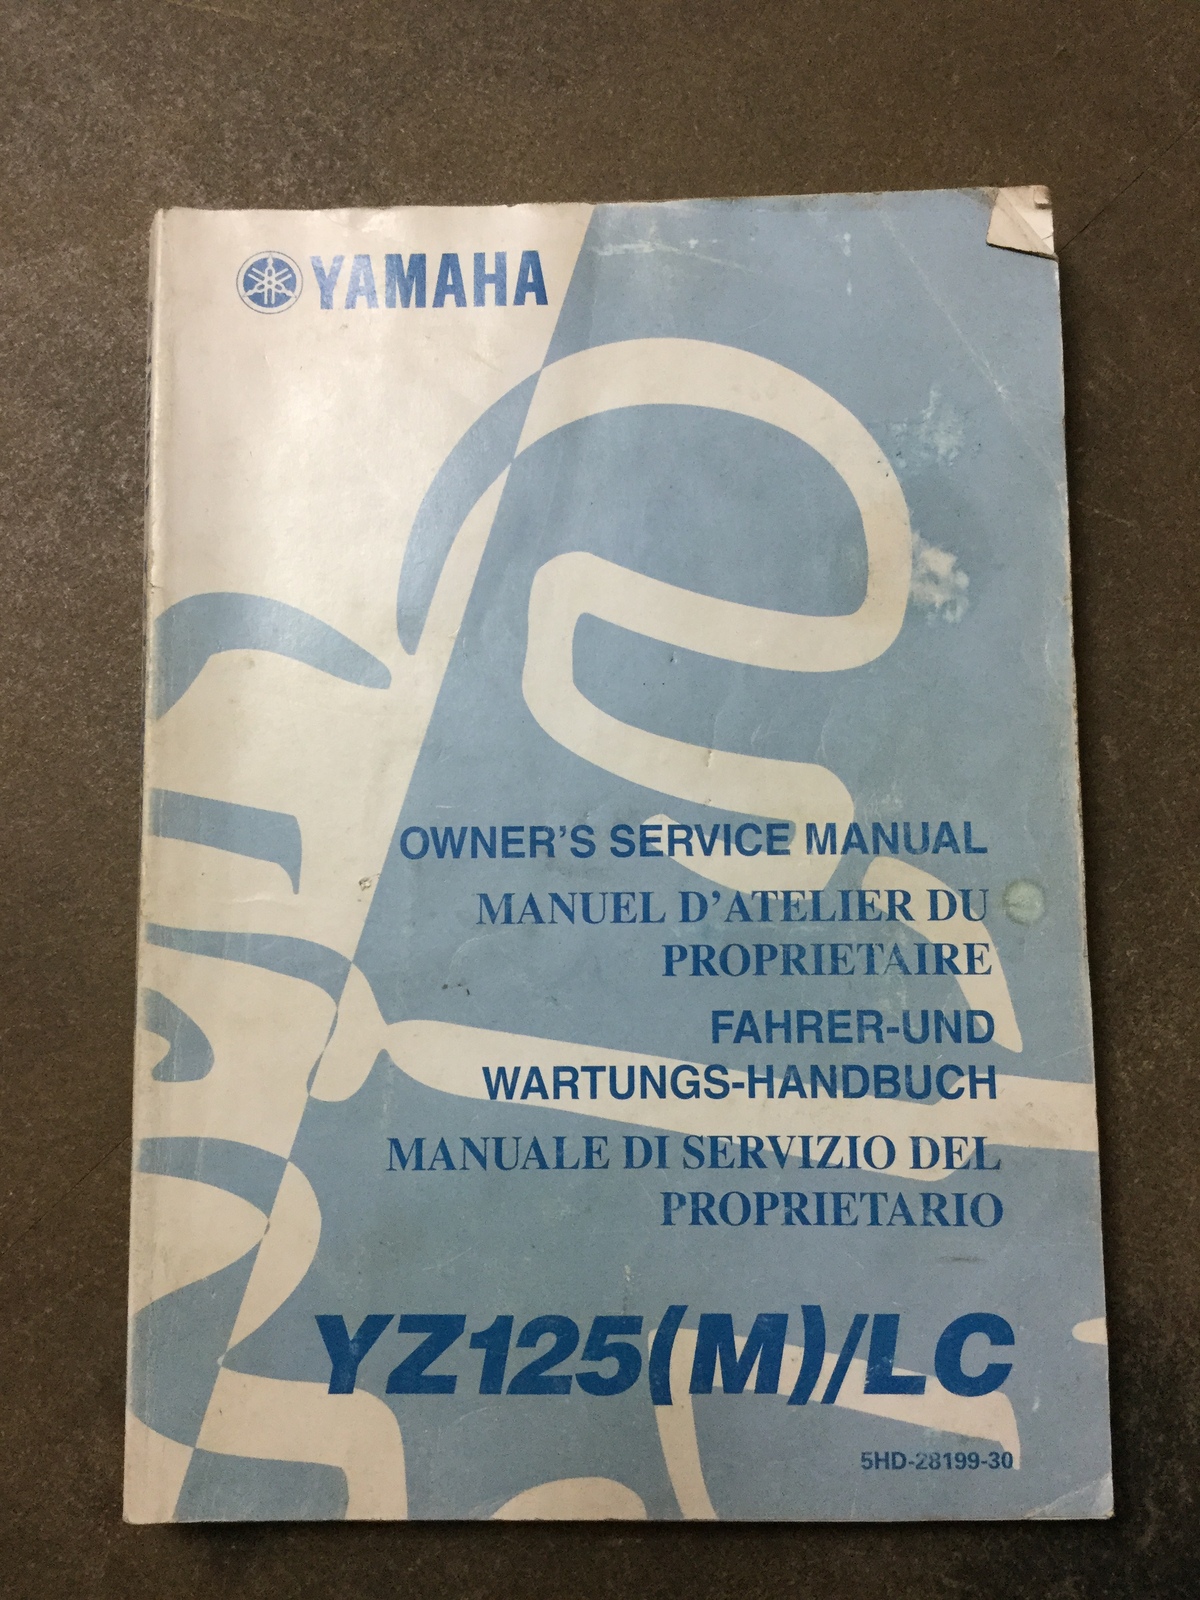 YAMAHA
OWNER'S SERVICE MANUAL
MANUEL D'ATELIER DU
PROPRIETAIRE
FAHRER-UND
WARTUNGS-HANDBUCH
MANUALE DI SERVIZIO DEL
PROPRIETARIO
YZ125(M)/LC
5HD-28199-30